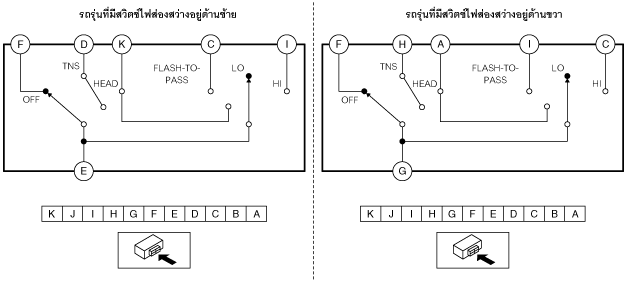 รถรุ่นที่มีสวิตช์ไฟส่องสว่างอยู่ด้านซ้าย
F D K C I
TNS
HEAD
FLASH-TO-
PASS
LO
HI
OFF
E
K J I H G F E D C B A
รถรุ่นที่มีสวิตช์ไฟส่องสว่างอยู่ด้านขวา
F H A I C
TNS
HEAD
FLASH-TO-
PASS
LO
HI
OFF
G
K J I H G F E D C B A